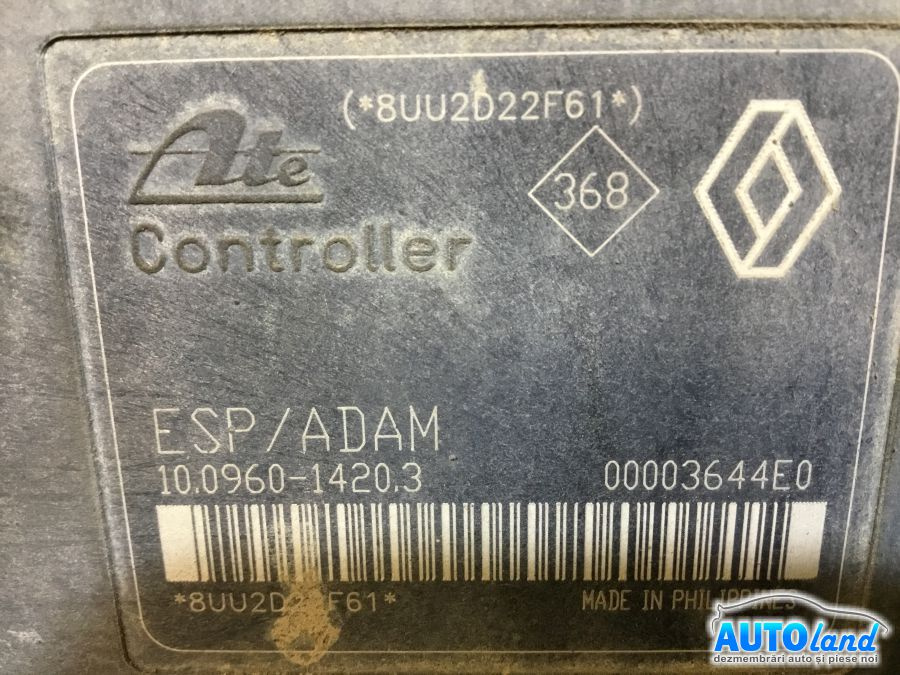 (*8UU2D22F61*)
Ate
368
Controller
ESP/ADAM
10.0960-1420.3 00003644E0
*8UU2D22F61*
MADE IN PHILIPPINES
AUTOland
dezmembrări auto și piese noi